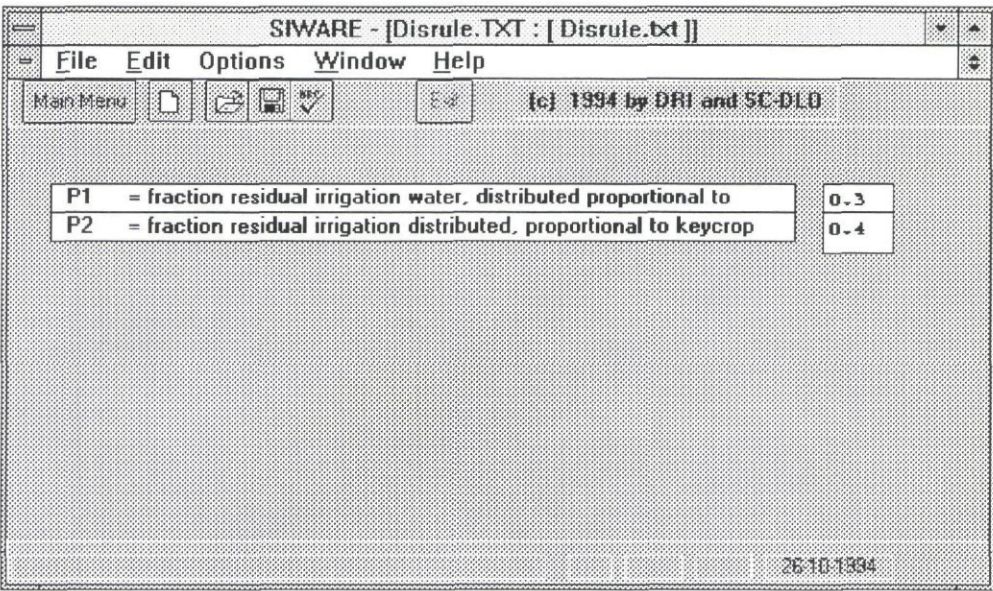 SIWARE - [Disrule.TXT : [ Disrule.txt ]]
File Edit Options Window Help
Main Menu ABC Exit (c) 1994 by DRI and SC-DLO
P1 = fraction residual irrigation water, distributed proportional to 0.3
P2 = fraction residual irrigation distributed, proportional to keycrop 0.4
26-10-1994